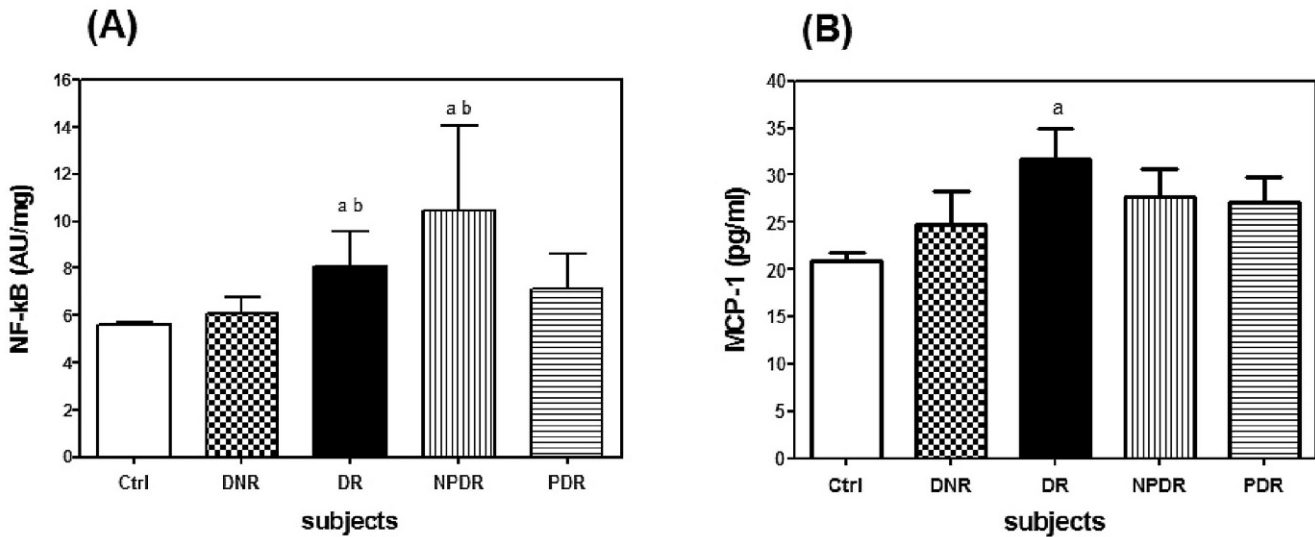 (A)
NF-kB (AU/mg)
16
14
12
10
8
6
4
2
0
a b
a b
Ctrl DNR DR NPDR PDR
subjects
(B)
MCP-1 (pg/ml)
40
35
30
25
20
15
10
5
0
a
Ctrl DNR DR NPDR PDR
subjects